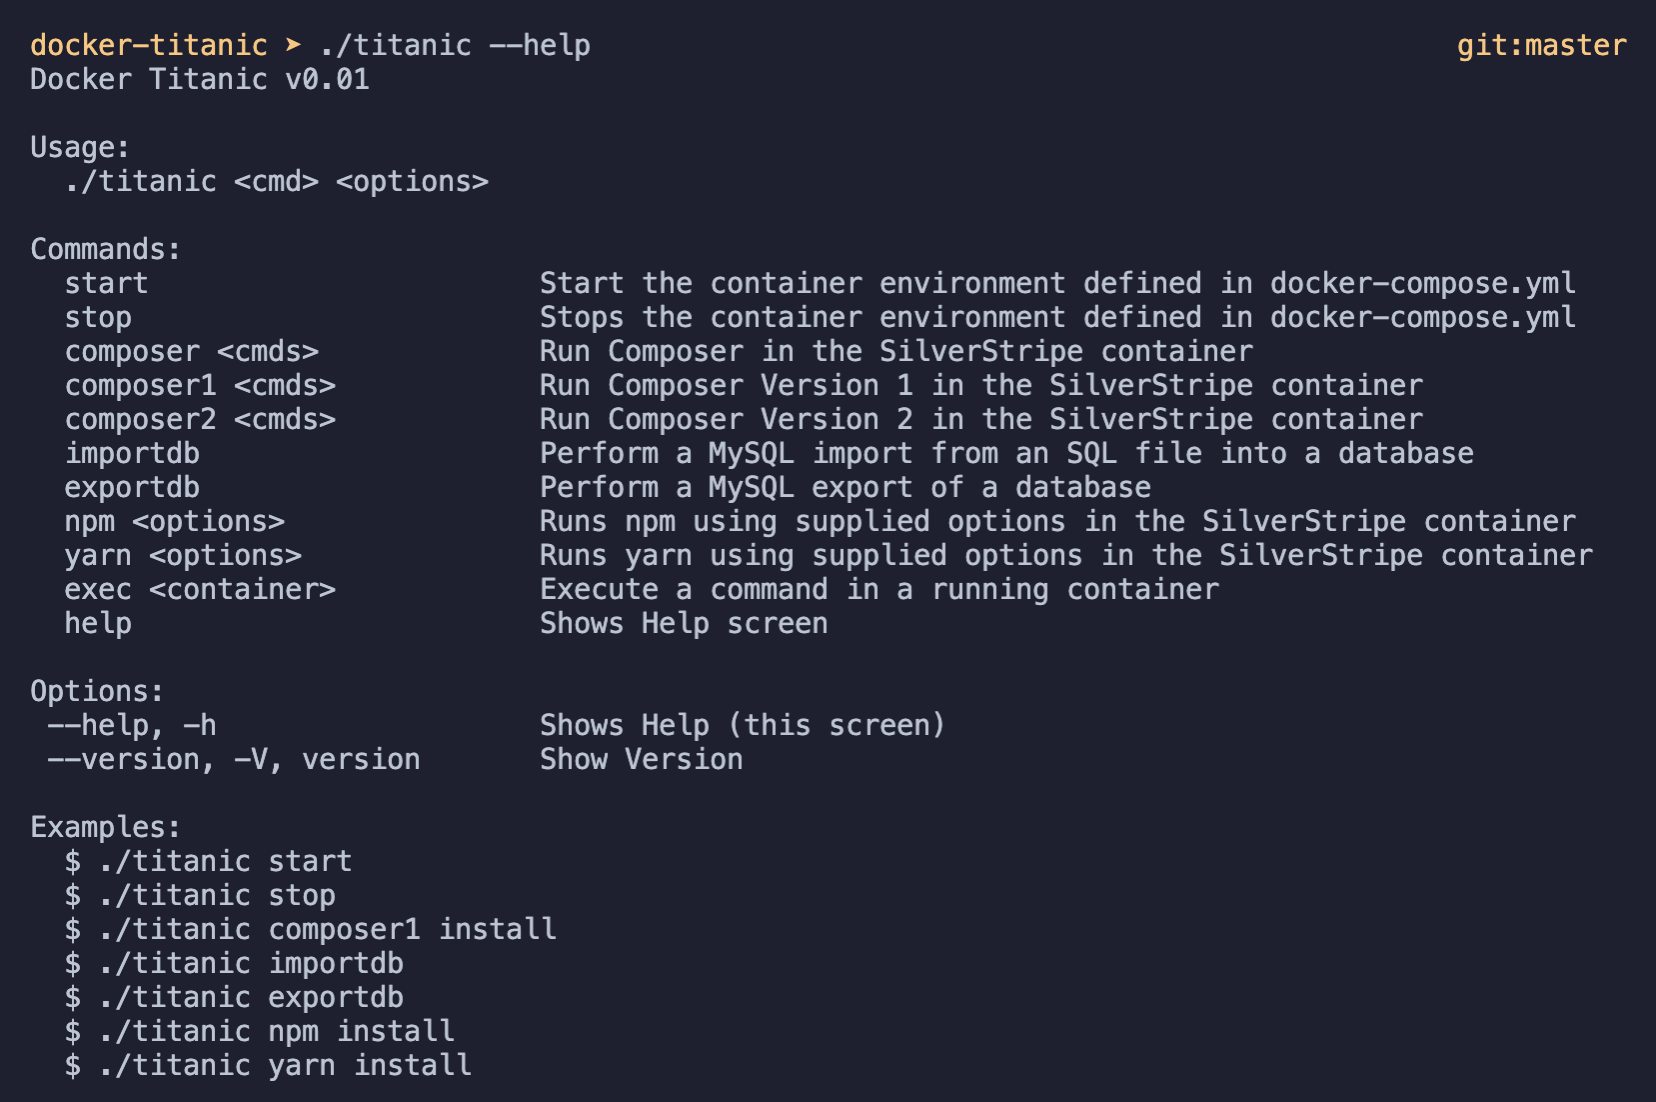 docker-titanic ➤ ./titanic --help git:master
Docker Titanic v0.01
Usage:
./titanic <cmd> <options>
Commands:
start Start the container environment defined in docker-compose.yml
stop Stops the container environment defined in docker-compose.yml
composer <cmds> Run Composer in the SilverStripe container
composer1 <cmds> Run Composer Version 1 in the SilverStripe container
composer2 <cmds> Run Composer Version 2 in the SilverStripe container
importdb Perform a MySQL import from an SQL file into a database
exportdb Perform a MySQL export of a database
npm <options> Runs npm using supplied options in the SilverStripe container
yarn <options> Runs yarn using supplied options in the SilverStripe container
exec <container> Execute a command in a running container
help Shows Help screen
Options:
--help, -h Shows Help (this screen)
--version, -V, version Show Version
Examples:
$ ./titanic start
$ ./titanic stop
$ ./titanic composer1 install
$ ./titanic importdb
$ ./titanic exportdb
$ ./titanic npm install
$ ./titanic yarn install